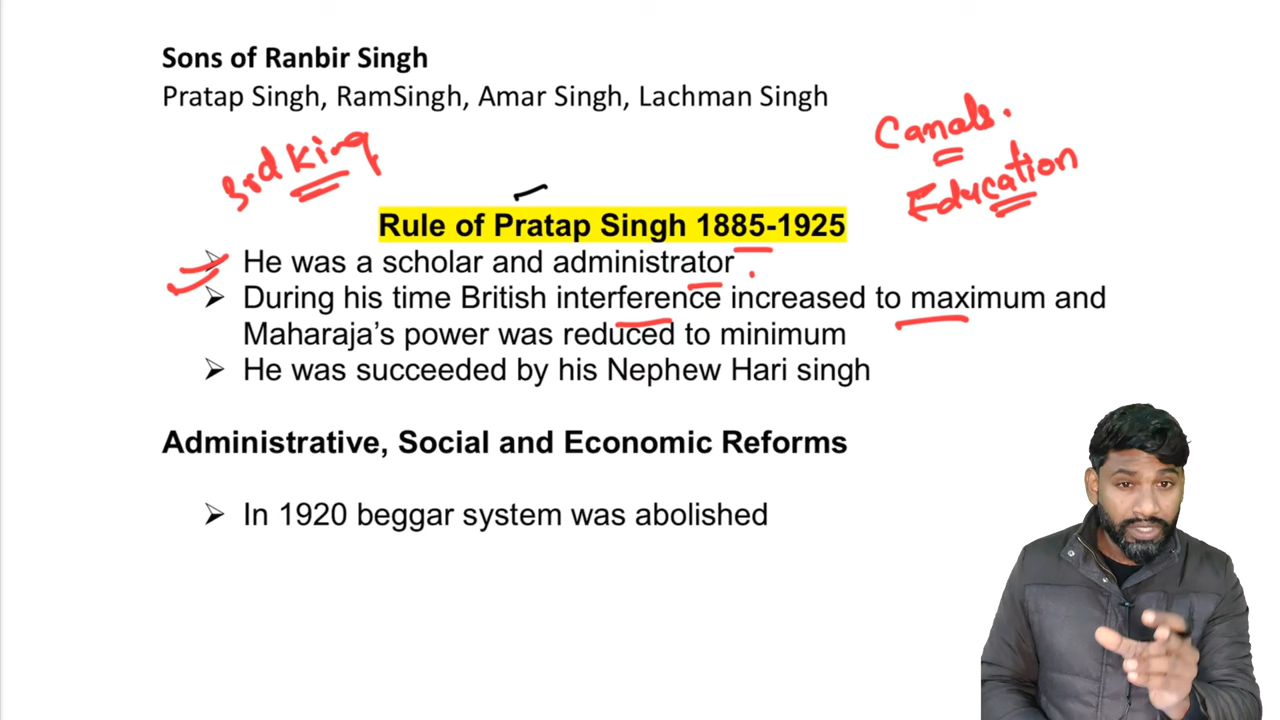 Sons of Ranbir Singh
Pratap Singh, RamSingh, Amar Singh, Lachman Singh
3rd King
Canals.
Education
Rule of Pratap Singh 1885-1925
➢ He was a scholar and administrator
➢ During his time British interference increased to maximum and
Maharaja’s power was reduced to minimum
➢ He was succeeded by his Nephew Hari singh
Administrative, Social and Economic Reforms
➢ In 1920 beggar system was abolished